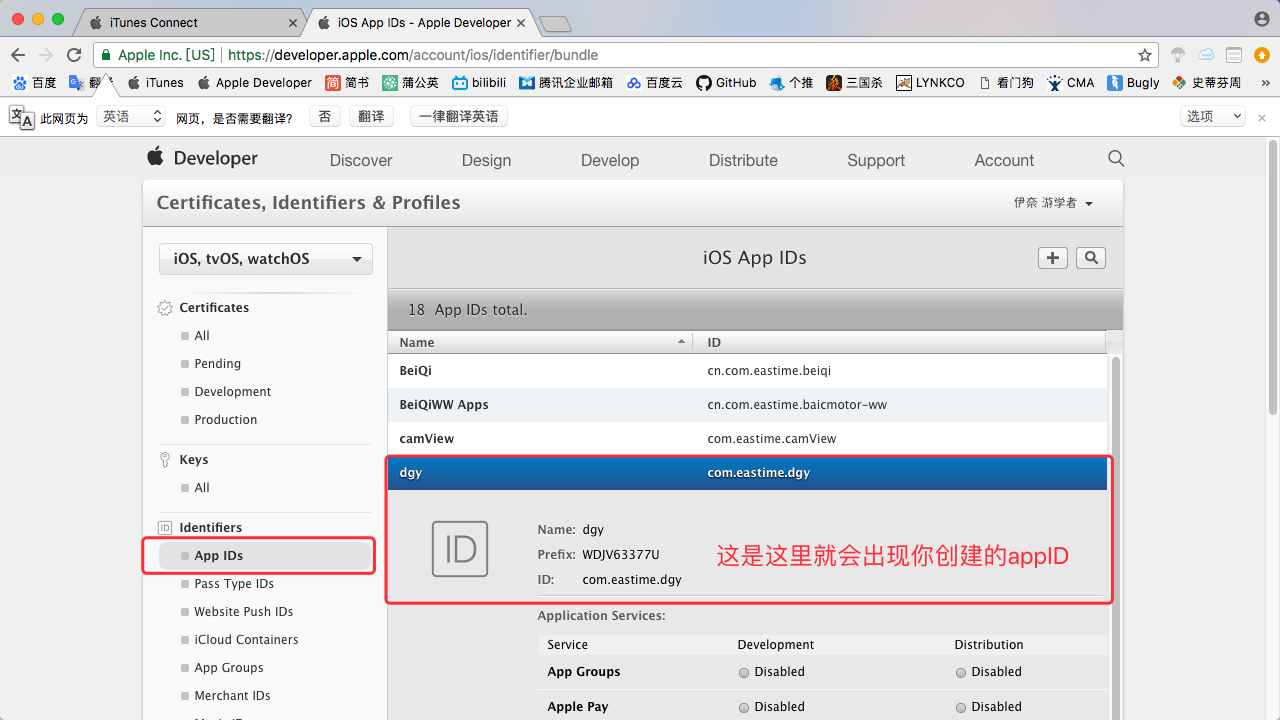 iTunes Connect
iOS App IDs - Apple Developer
Apple Inc. [US] https://developer.apple.com/account/ios/identifier/bundle
百度 iTunes Apple Developer 简书 蒲公英 bilibili 腾讯企业邮箱 百度云 GitHub 个推 三国杀 LYNKCO 看门狗 CMA Bugly 史蒂芬周 »
此网页为 英语 网页，是否需要翻译？ 否 翻译 一律翻译英语 选项
Developer Discover Design Develop Distribute Support Account
Certificates, Identifiers & Profiles
伊奈 游学者
iOS, tvOS, watchOS
Certificates
All
Pending
Development
Production
Keys
All
ID Identifiers
App IDs
Pass Type IDs
Website Push IDs
iCloud Containers
App Groups
Merchant IDs
iOS App IDs
18 App IDs total.
Name ID
BeiQi cn.com.eastime.beiqi
BeiQiWW Apps cn.com.eastime.baicmotor-ww
camView com.eastime.camView
dgy com.eastime.dgy
ID
Name: dgy
Prefix: WDJV63377U
ID: com.eastime.dgy
这是这里就会出现你创建的appID
Application Services:
Service Development Distribution
App Groups Disabled Disabled
Apple Pay Disabled Disabled